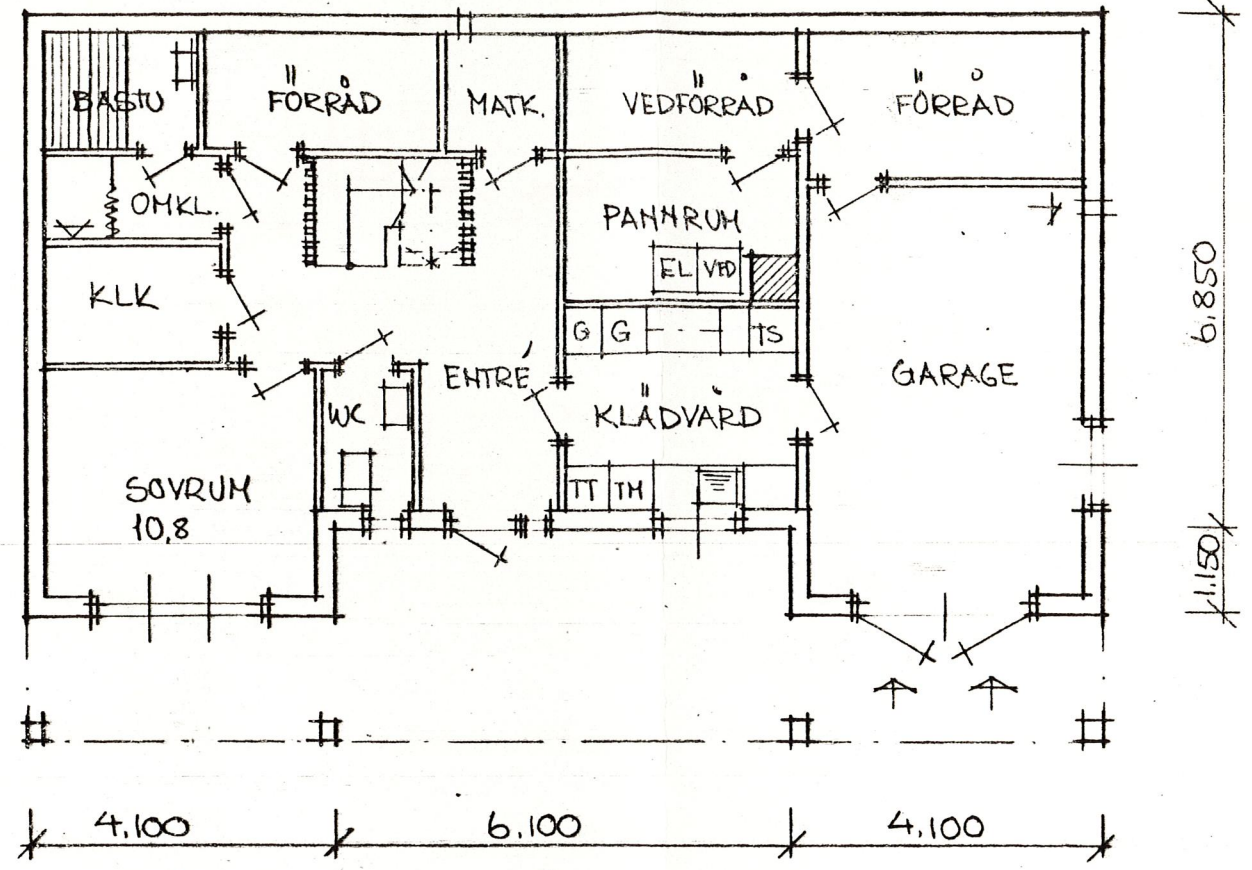 BASTU
FÖRRÅD
MATK.
VEDFÖRRÅD
FÖRRÅD
OMKL.
PANNRUM
EL VED
KLK
G G TS
ENTRÉ
GARAGE
WC
KLÄDVÅRD
SOVRUM
10,8
TT TM
6.850
1.150
4.100
6.100
4.100